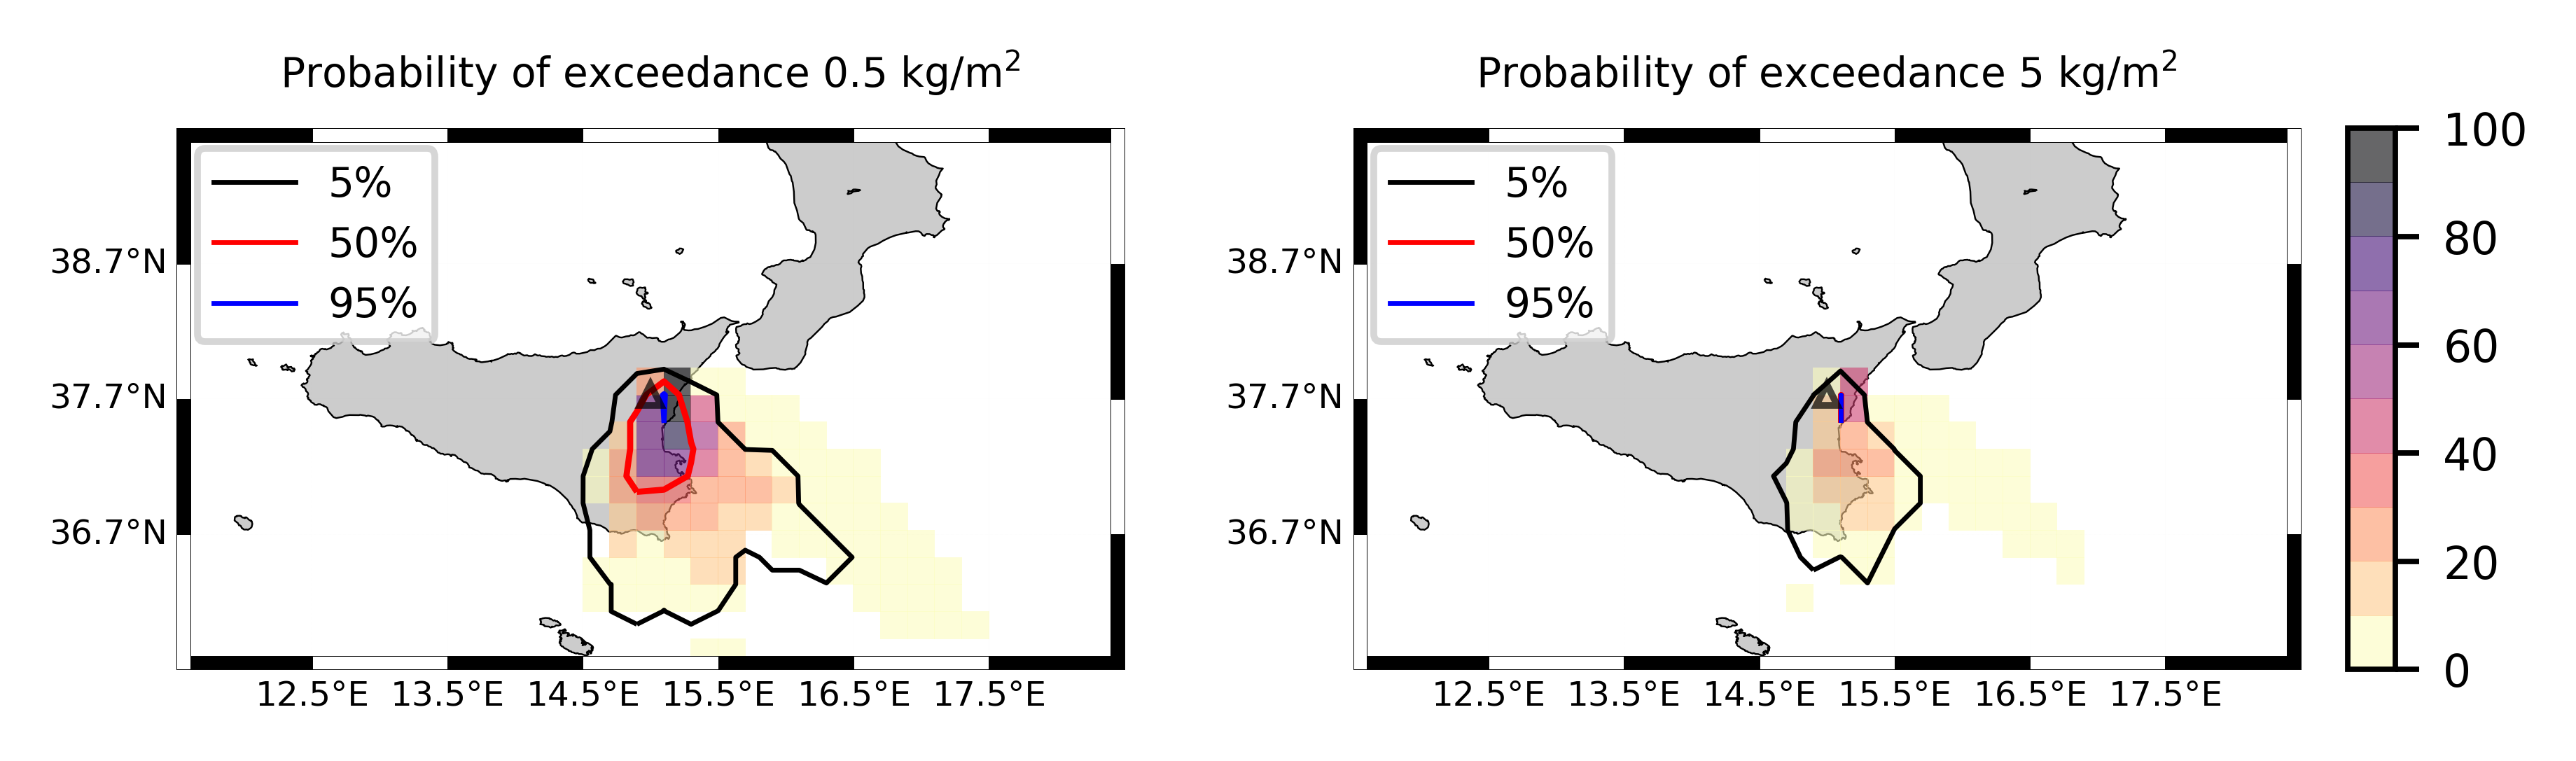 Probability of exceedance 0.5 kg/m²
5%
50%
95%
38.7°N
37.7°N
36.7°N
12.5°E 13.5°E 14.5°E 15.5°E 16.5°E 17.5°E
Probability of exceedance 5 kg/m²
5%
50%
95%
38.7°N
37.7°N
36.7°N
12.5°E 13.5°E 14.5°E 15.5°E 16.5°E 17.5°E
100
80
60
40
20
0